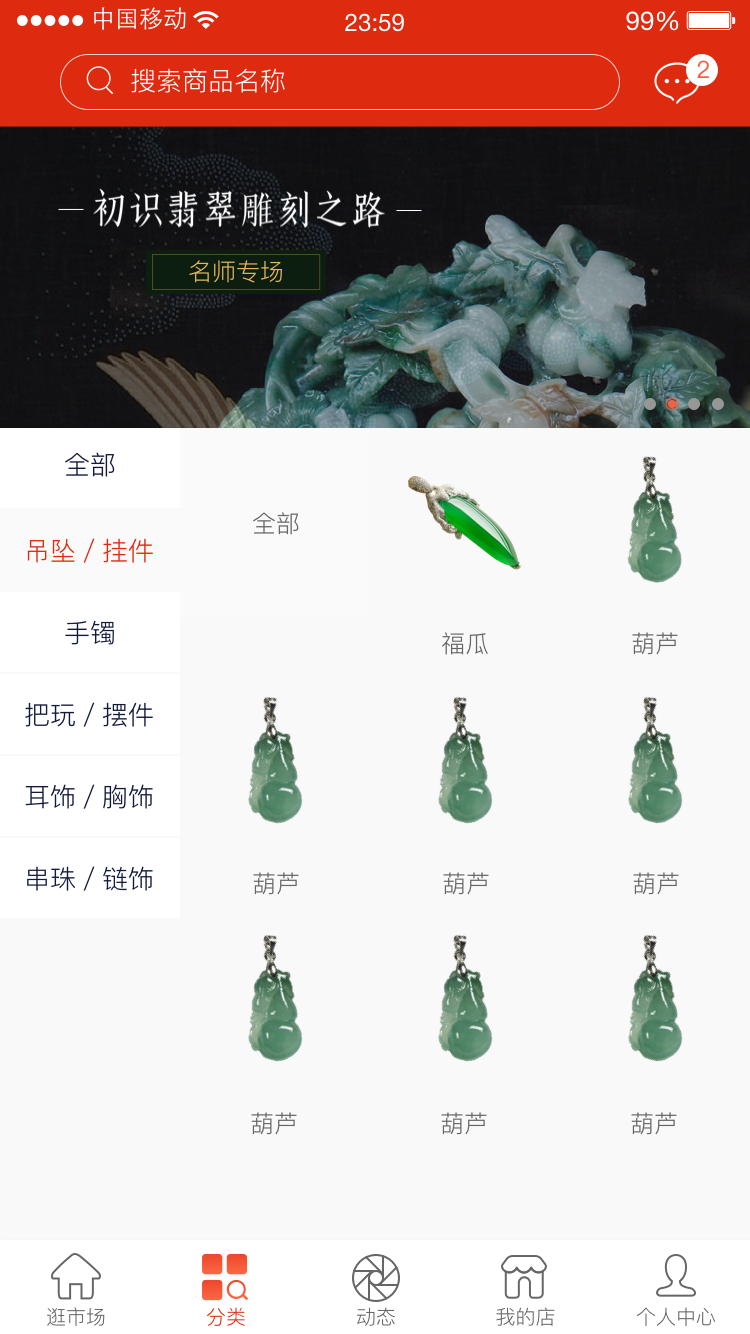 中国移动 23:59 99%
搜索商品名称 2
初识翡翠雕刻之路
名师专场
全部
吊坠 / 挂件
手镯
把玩 / 摆件
耳饰 / 胸饰
串珠 / 链饰
全部
福瓜 葫芦
葫芦 葫芦 葫芦
葫芦 葫芦 葫芦
逛市场 分类 动态 我的店 个人中心